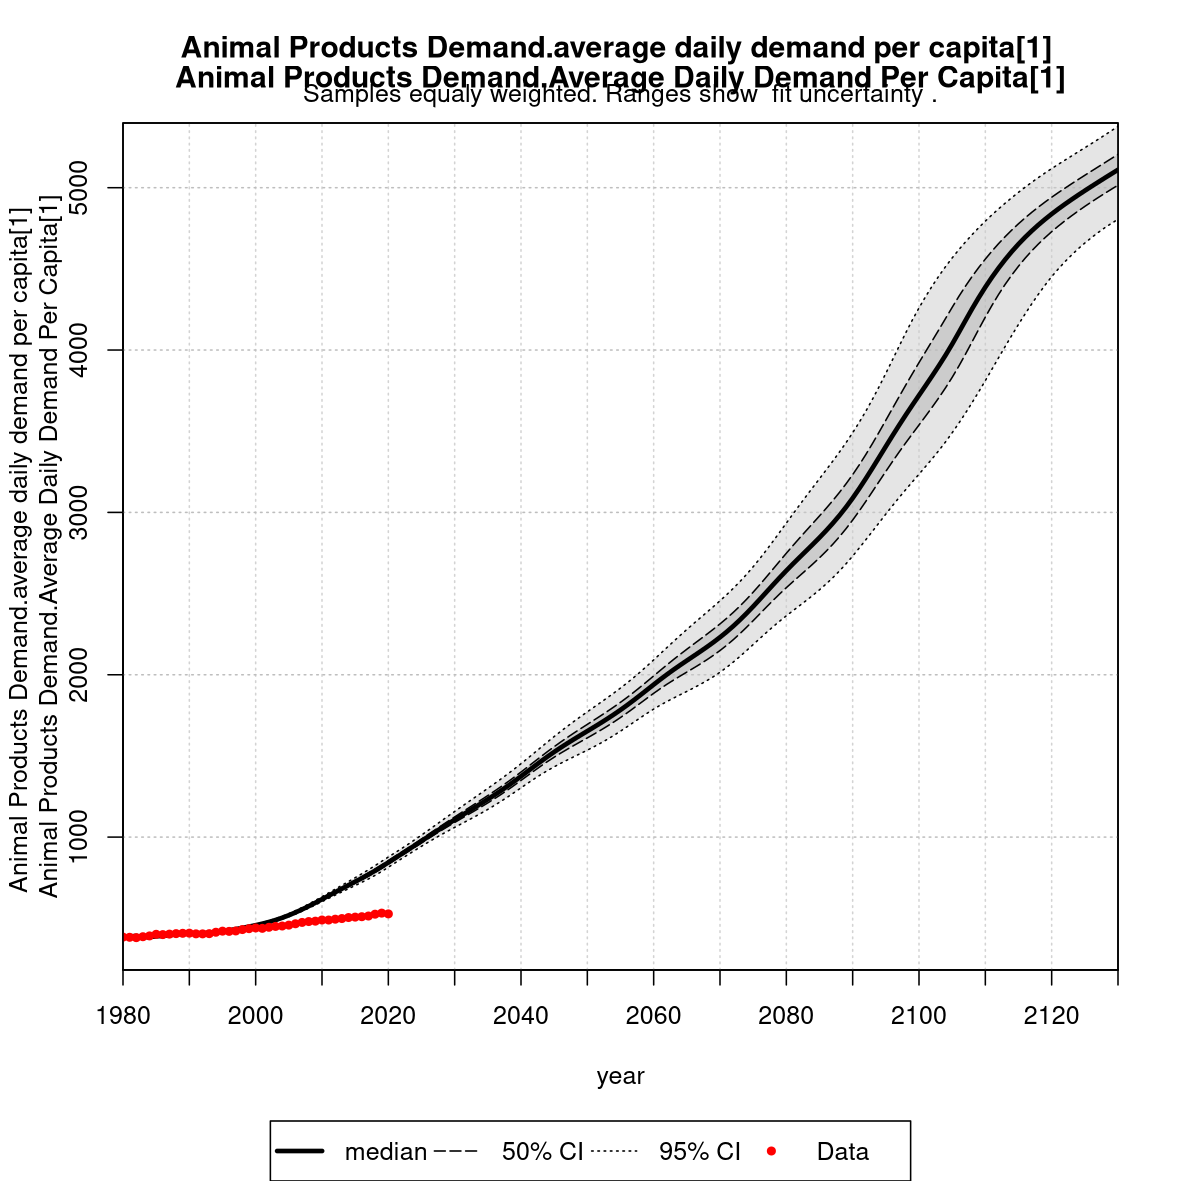 Animal Products Demand.average daily demand per capita[1]
Animal Products Demand.Average Daily Demand Per Capita[1]
Samples equaly weighted. Ranges show  fit uncertainty .
Animal Products Demand.average daily demand per capita[1]
Animal Products Demand.Average Daily Demand Per Capita[1]
5000
4000
3000
2000
1000
1980 2000 2020 2040 2060 2080 2100 2120
year
median 50% CI 95% CI Data